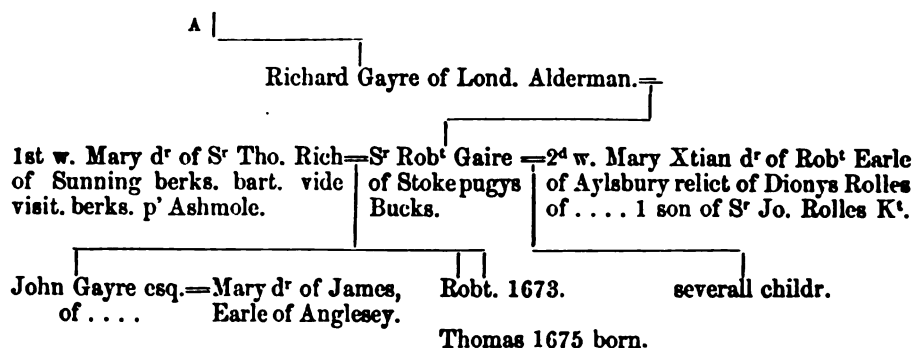 A
Richard Gayre of Lond. Alderman.=
1st w. Mary dʳ of Sʳ Tho. Rich=Sʳ Robᵗ Gaire =2ᵈ w. Mary Xtian dʳ of Robᵗ Earle
of Sunning berks. bart. vide of Stoke pugys of Aylsbury relict of Dionys Rolles
visit. berks. p' Ashmole. Bucks. of .... 1 son of Sʳ Jo. Rolles Kᵗ.
John Gayre esq.=Mary dʳ of James, Robt. 1673. severall childr.
of .... Earle of Anglesey.
Thomas 1675 born.